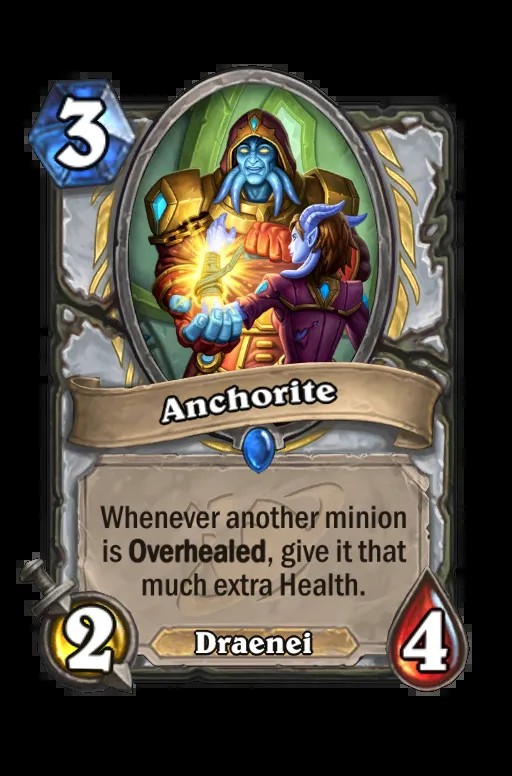 3
Anchorite
Whenever another minion
is Overhealed, give it that
much extra Health.
2
Draenei
4